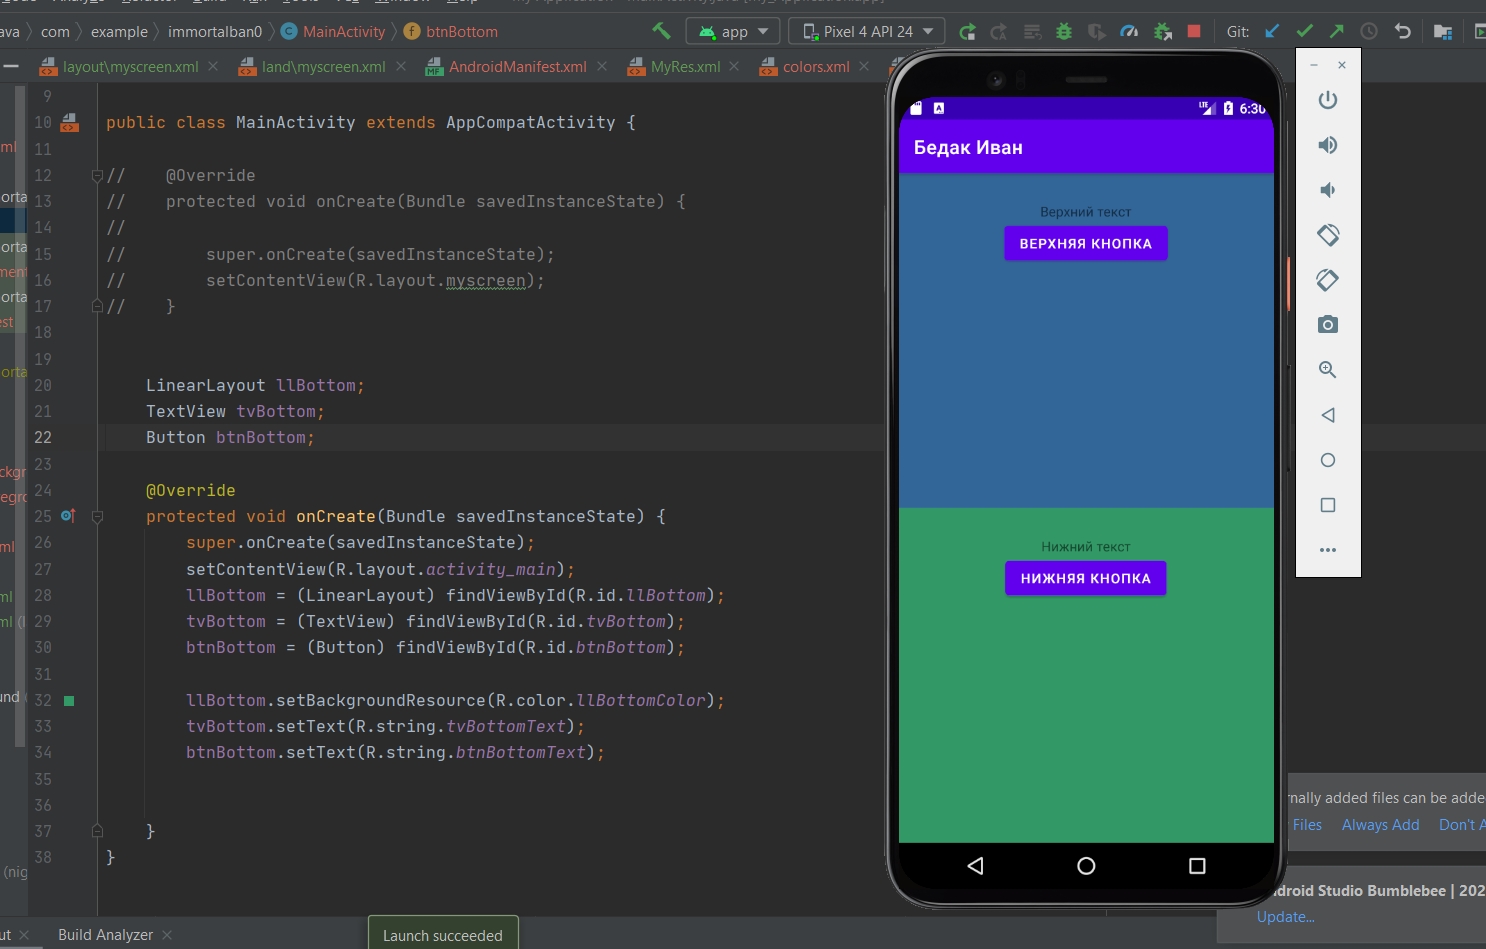 java
com
example
immortalban0
MainActivity
btnBottom
app
Pixel 4 API 24
Git:
layout\myscreen.xml
land\myscreen.xml
AndroidManifest.xml
MyRes.xml
colors.xml
9
10 public class MainActivity extends AppCompatActivity {
11
12 // @Override
13 // protected void onCreate(Bundle savedInstanceState) {
14 //
15 // super.onCreate(savedInstanceState);
16 // setContentView(R.layout.myscreen);
17 // }
18
19
20 LinearLayout llBottom;
21 TextView tvBottom;
22 Button btnBottom;
23
24 @Override
25 protected void onCreate(Bundle savedInstanceState) {
26 super.onCreate(savedInstanceState);
27 setContentView(R.layout.activity_main);
28 llBottom = (LinearLayout) findViewById(R.id.llBottom);
29 tvBottom = (TextView) findViewById(R.id.tvBottom);
30 btnBottom = (Button) findViewById(R.id.btnBottom);
31
32 llBottom.setBackgroundResource(R.color.llBottomColor);
33 tvBottom.setText(R.string.tvBottomText);
34 btnBottom.setText(R.string.btnBottomText);
35
36
37 }
38 }
LTE 6:30
Бедак Иван
Верхний текст
ВЕРХНЯЯ КНОПКА
Нижний текст
НИЖНЯЯ КНОПКА
added files can be
Files Always Add Don't
Android Studio Bumblebee |
Update...
Build Analyzer
Launch succeeded